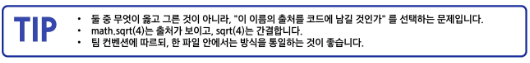 TIP
• 둘 중 무엇이 옳고 그른 것이 아니라, "이 이름의 출처를 코드에 남길 것인가" 를 선택하는 문제입니다.
• math.sqrt(4)는 출처가 보이고, sqrt(4)는 간결합니다.
• 팀 컨벤션에 따르되, 한 파일 안에서는 방식을 통일하는 것이 좋습니다.